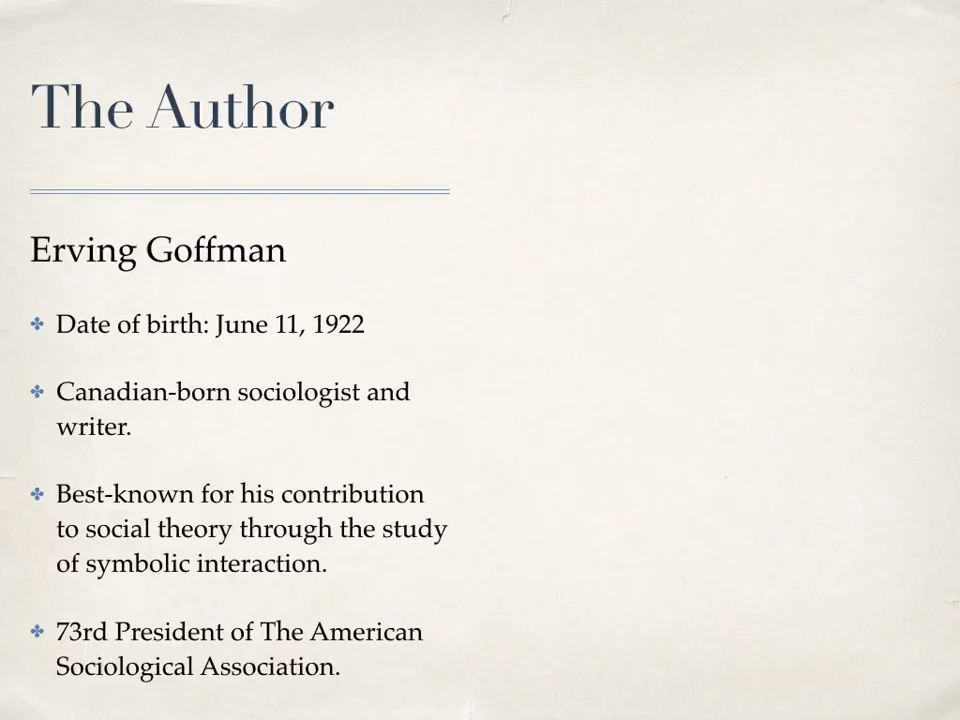 The Author
Erving Goffman
Date of birth: June 11, 1922
Canadian-born sociologist and
writer.
Best-known for his contribution
to social theory through the study
of symbolic interaction.
73rd President of The American
Sociological Association.